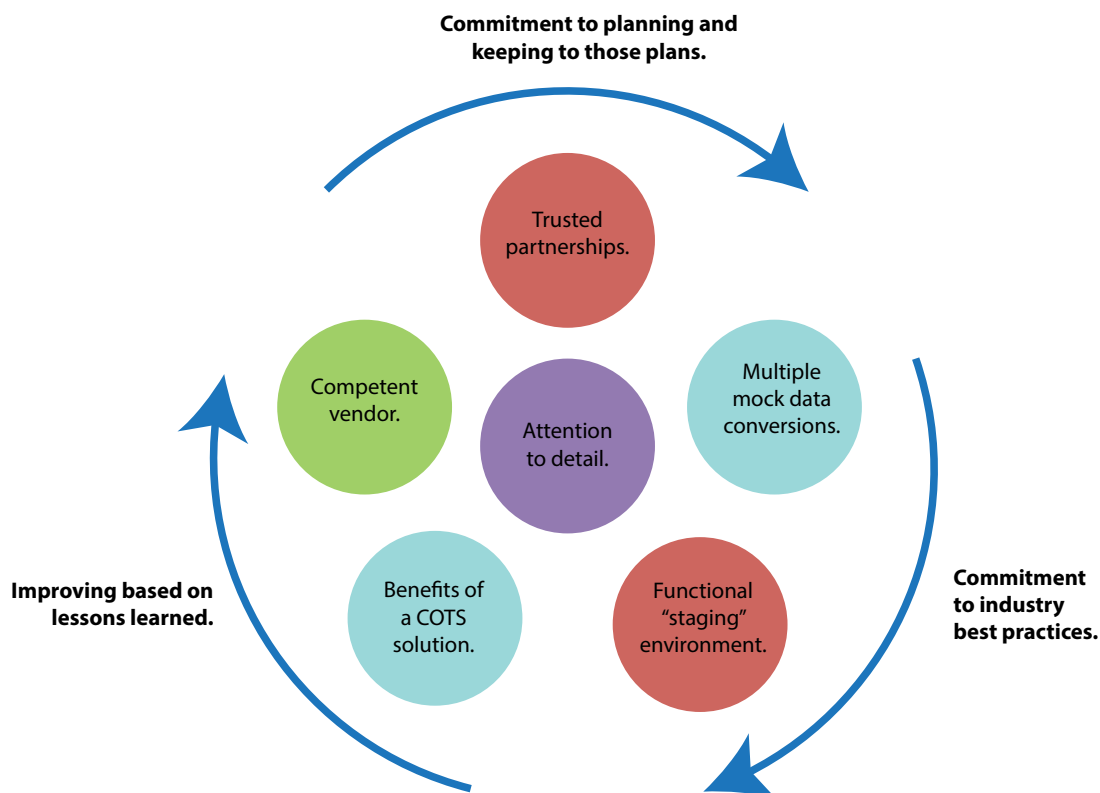 Commitment to planning and
keeping to those plans.
Trusted
partnerships.
Competent
vendor.
Attention
to detail.
Multiple
mock data
conversions.
Improving based on
lessons learned.
Benefits of
a COTS
solution.
Functional
“staging”
environment.
Commitment
to industry
best practices.